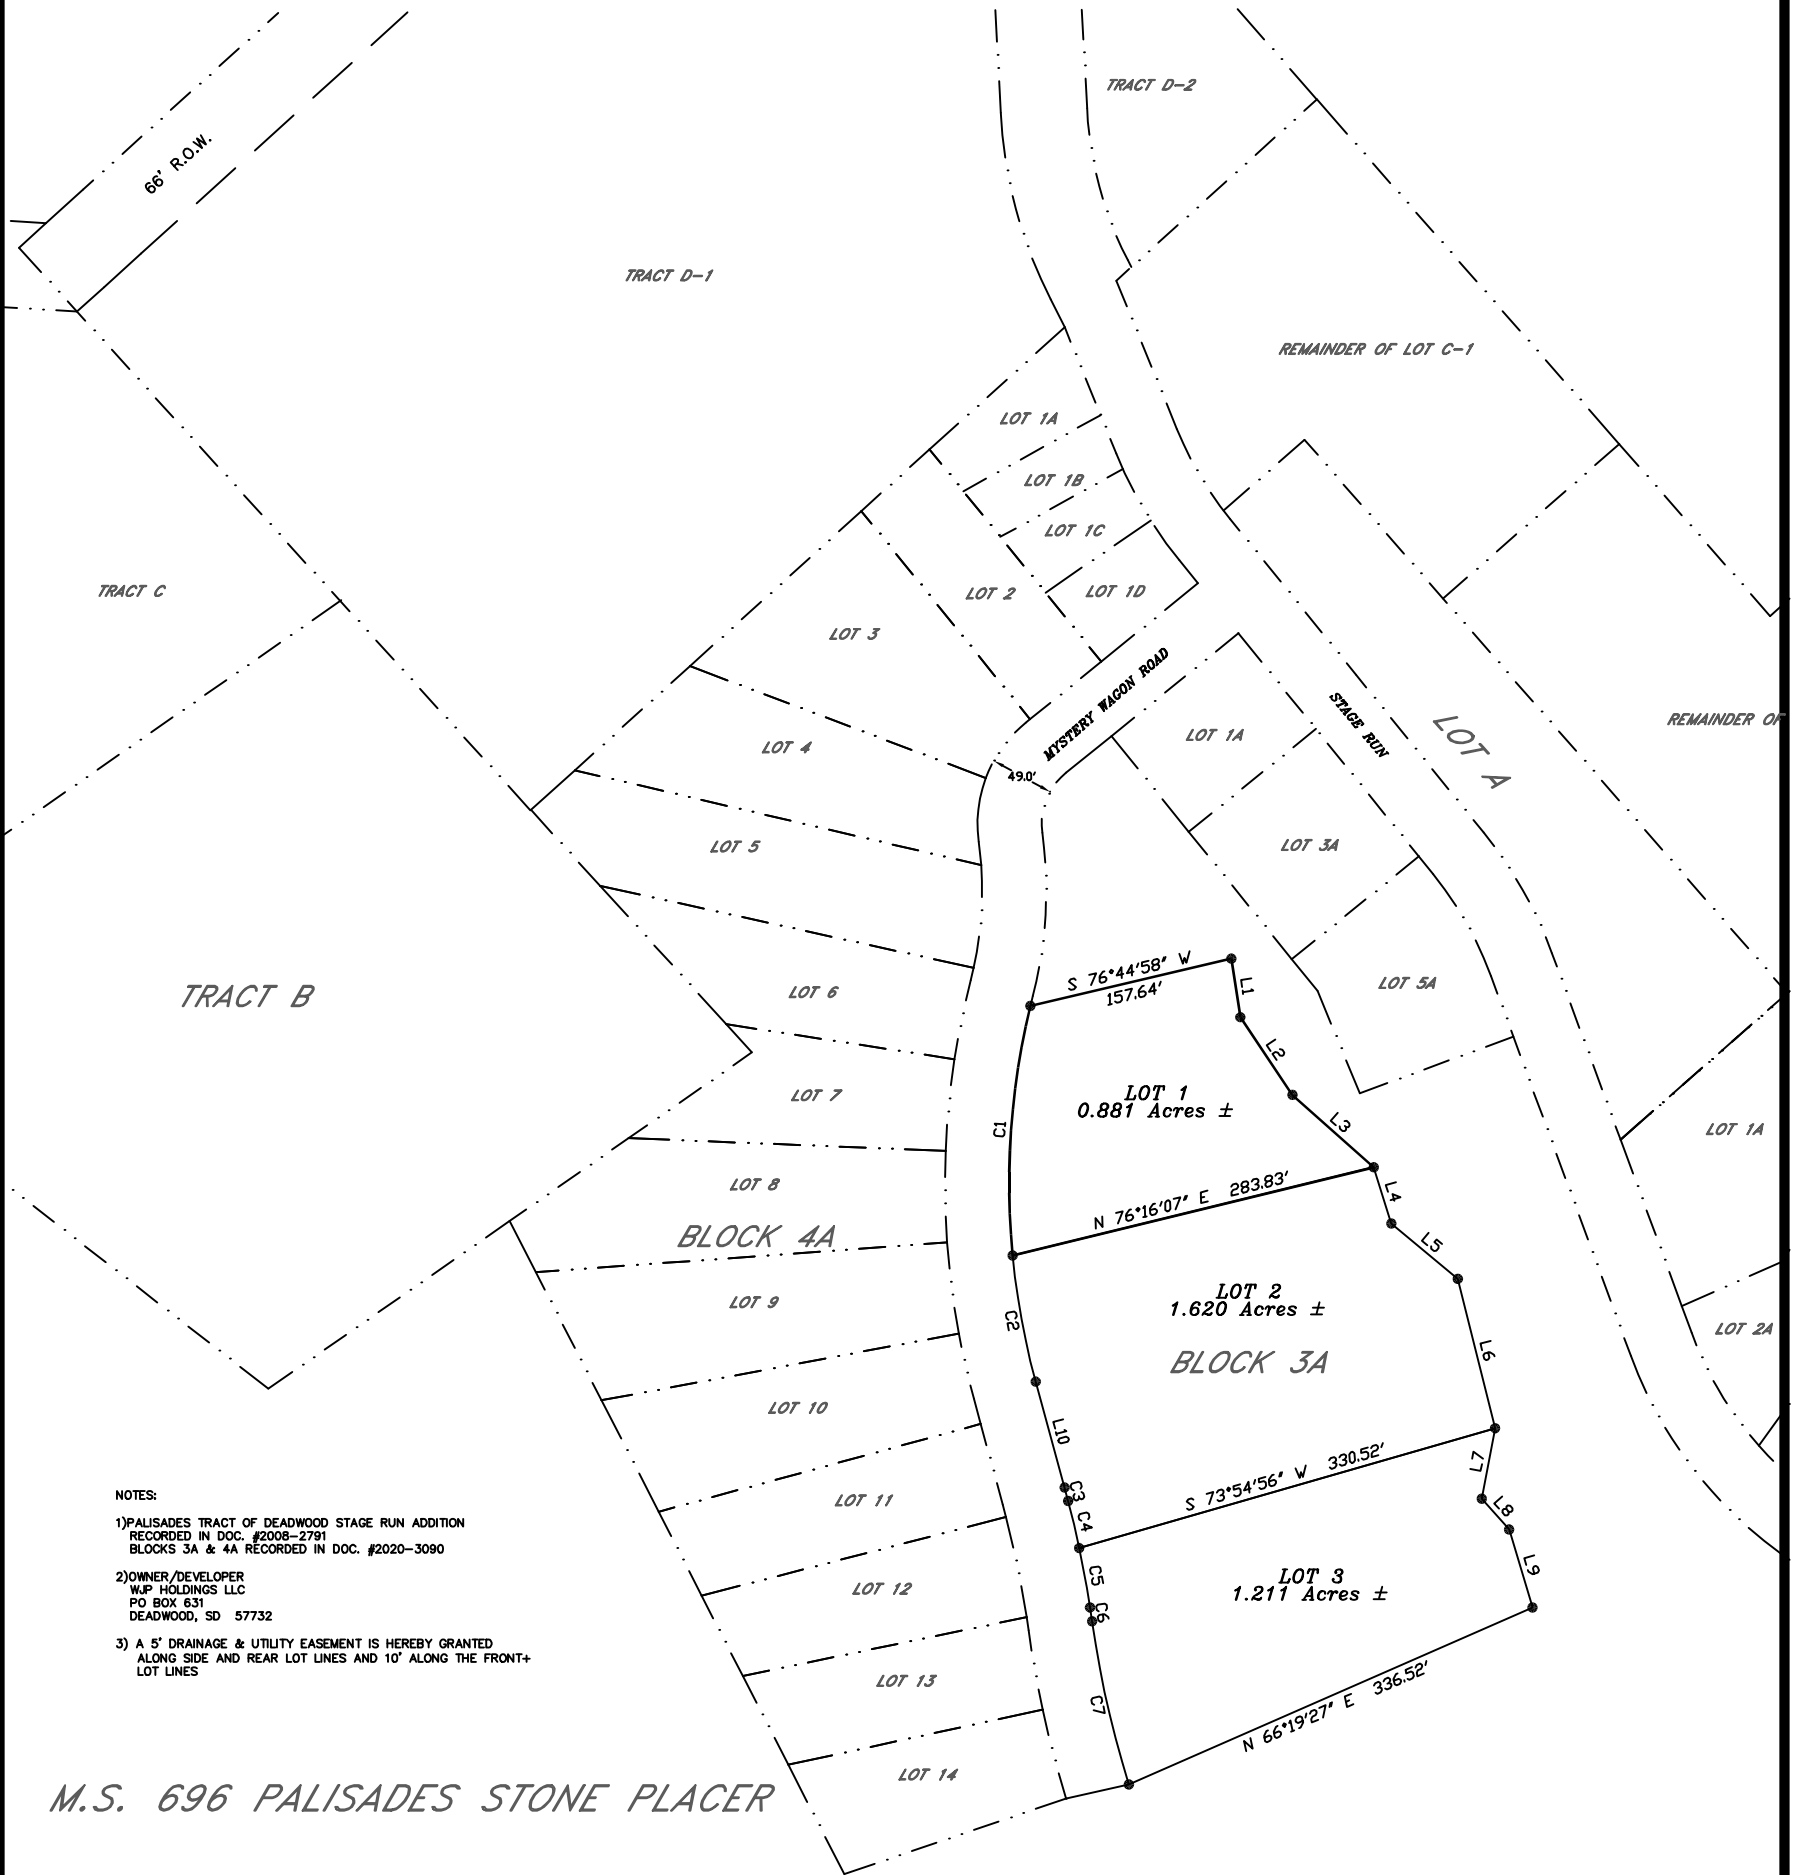 TRACT D-2
66' R.O.W.
TRACT D-1
REMAINDER OF LOT C-1
LOT 1A
LOT 1B
LOT 1C
LOT 1D
LOT 2
LOT 3
TRACT C
MYSTERY WAGON ROAD
STAGE RUN
LOT A
REMAINDER OF
LOT 4
49.0'
LOT 1A
LOT 5
LOT 3A
TRACT B
LOT 6
S 76°44'58" W
157.64'
L1
LOT 5A
L2
LOT 7
LOT 1
0.881 Acres ±
L3
C1
LOT 1A
LOT 8
N 76°16'07" E 283.83'
L4
BLOCK 4A
L5
LOT 9
C2
LOT 2
1.620 Acres ±
L6
LOT 2A
BLOCK 3A
LOT 10
L10
S 73°54'56" W 330.52'
L7
LOT 11
C3
C4
L8
NOTES:
1)PALISADES TRACT OF DEADWOOD STAGE RUN ADDITION
RECORDED IN DOC. #2008-2791
BLOCKS 3A & 4A RECORDED IN DOC. #2020-3090
2)OWNER/DEVELOPER
WJP HOLDINGS LLC
PO BOX 631
DEADWOOD, SD 57732
3) A 5' DRAINAGE & UTILITY EASEMENT IS HEREBY GRANTED
ALONG SIDE AND REAR LOT LINES AND 10' ALONG THE FRONT+
LOT LINES
LOT 12
C5
C6
LOT 3
1.211 Acres ±
L9
LOT 13
C7
N 66°19'27" E 336.52'
LOT 14
M.S. 696 PALISADES STONE PLACER